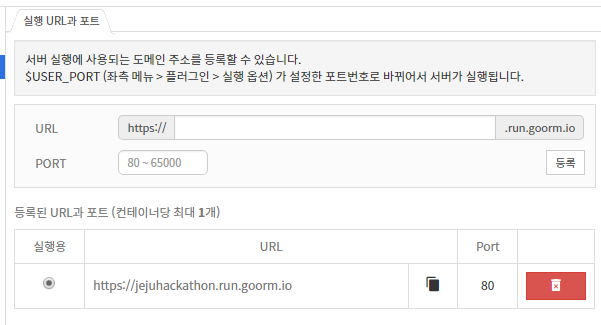 실행 URL과 포트
서버 실행에 사용되는 도메인 주소를 등록할 수 있습니다.
$USER_PORT (좌측 메뉴 > 플러그인 > 실행 옵션) 가 설정한 포트번호로 바뀌어서 서버가 실행됩니다.
URL https:// .run.goorm.io
PORT 80 ~ 65000 등록
등록된 URL과 포트 (컨테이너당 최대 1개)
실행용 URL Port
https://jejuhackathon.run.goorm.io 80